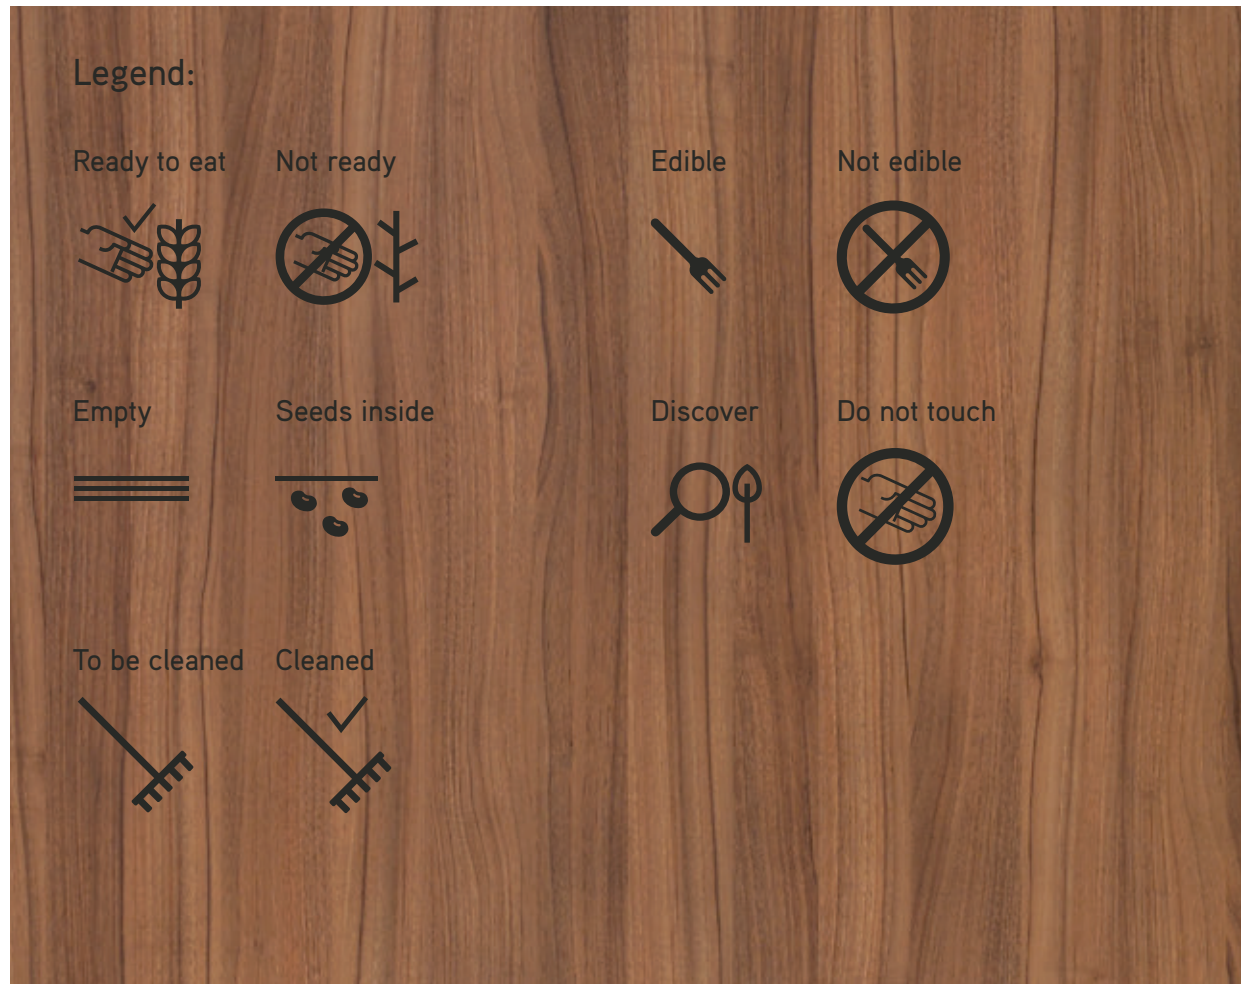 Legend:
Ready to eat
Not ready
Edible
Not edible
Empty
Seeds inside
Discover
Do not touch
To be cleaned
Cleaned